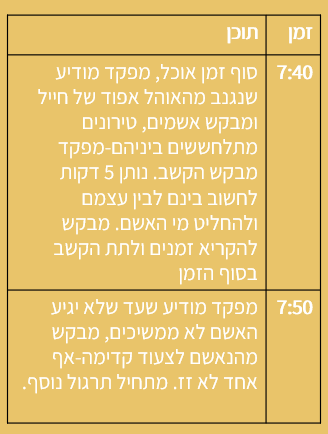 זמן תוכן
7:40 סוף זמן אוכל, מפקד מודיע
שנגנב מהאוהל אפוד של חייל
ומבקש אשמים, טירונים
מתלחששים ביניהם-מפקד
מבקש הקשב. נותן 5 דקות
לחשוב בינם לבין עצמם
ולהחליט מי האשם. מבקש
להקריא זמנים ולתת הקשב
בסוף הזמן
7:50 מפקד מודיע שעד שלא יגיע
האשם לא ממשיכים, מבקש
מהנאשם לצעוד קדימה-אף
אחד לא זז. מתחיל תרגול נוסף.